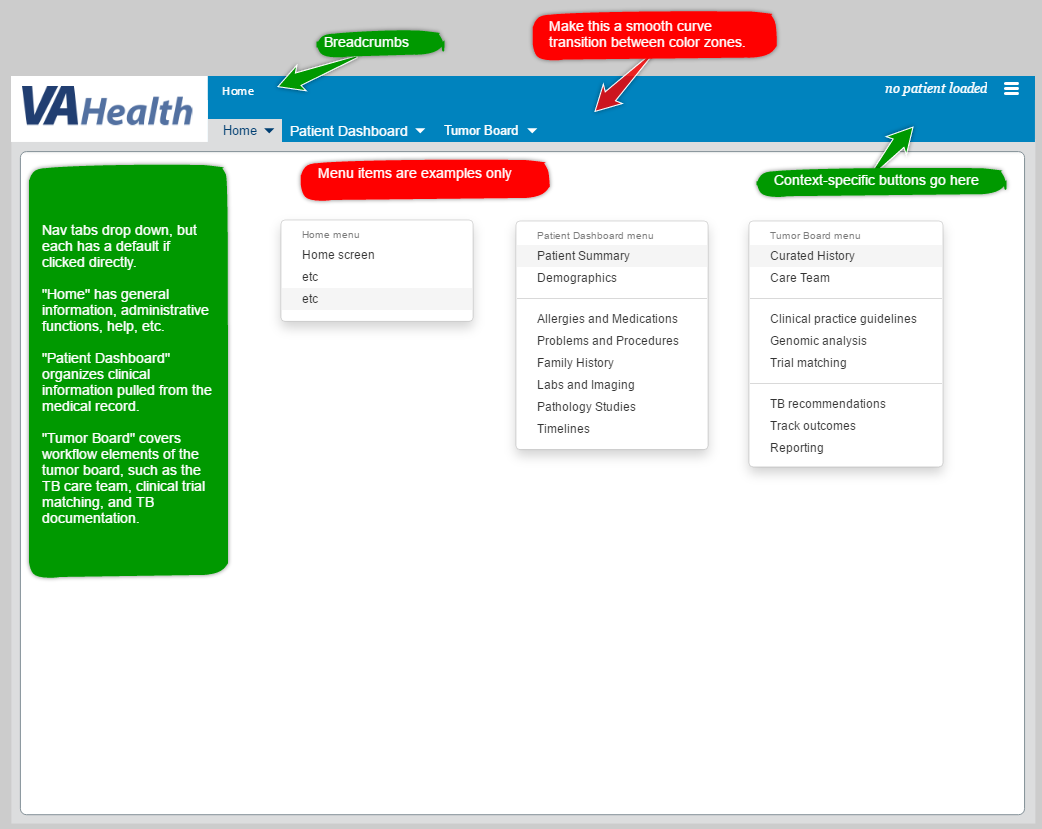 Make this a smooth curve
transition between color zones.
Breadcrumbs
VAHealth
Home
no patient loaded
Home
Patient Dashboard
Tumor Board
Menu items are examples only
Context-specific buttons go here
Nav tabs drop down, but
each has a default if
clicked directly.
"Home" has general
information, administrative
functions, help, etc.
"Patient Dashboard"
organizes clinical
information pulled from the
medical record.
"Tumor Board" covers
workflow elements of the
tumor board, such as the
TB care team, clinical trial
matching, and TB
documentation.
Home menu
Home screen
etc
etc
Patient Dashboard menu
Patient Summary
Demographics
Allergies and Medications
Problems and Procedures
Family History
Labs and Imaging
Pathology Studies
Timelines
Tumor Board menu
Curated History
Care Team
Clinical practice guidelines
Genomic analysis
Trial matching
TB recommendations
Track outcomes
Reporting